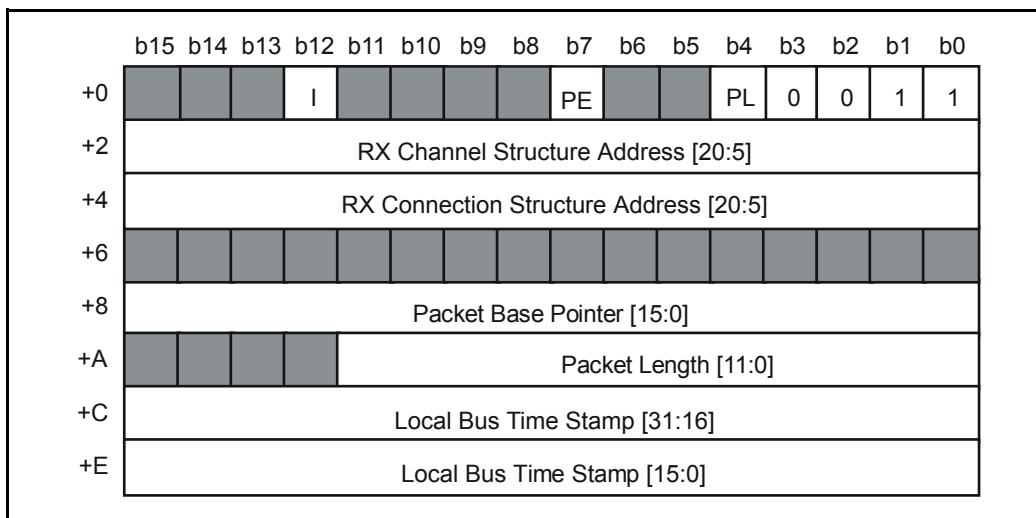 b15 b14 b13 b12 b11 b10 b9 b8 b7 b6 b5 b4 b3 b2 b1 b0
+0 I PE PL 0 0 1 1
+2 RX Channel Structure Address [20:5]
+4 RX Connection Structure Address [20:5]
+6
+8 Packet Base Pointer [15:0]
+A Packet Length [11:0]
+C Local Bus Time Stamp [31:16]
+E Local Bus Time Stamp [15:0]